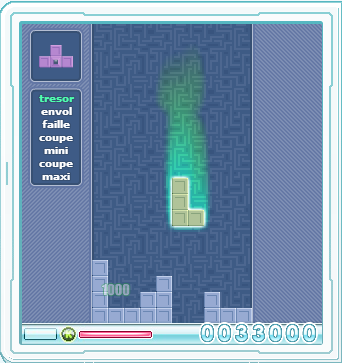 tresor
envol
faille
coupe
mini
coupe
maxi
1000
0033000